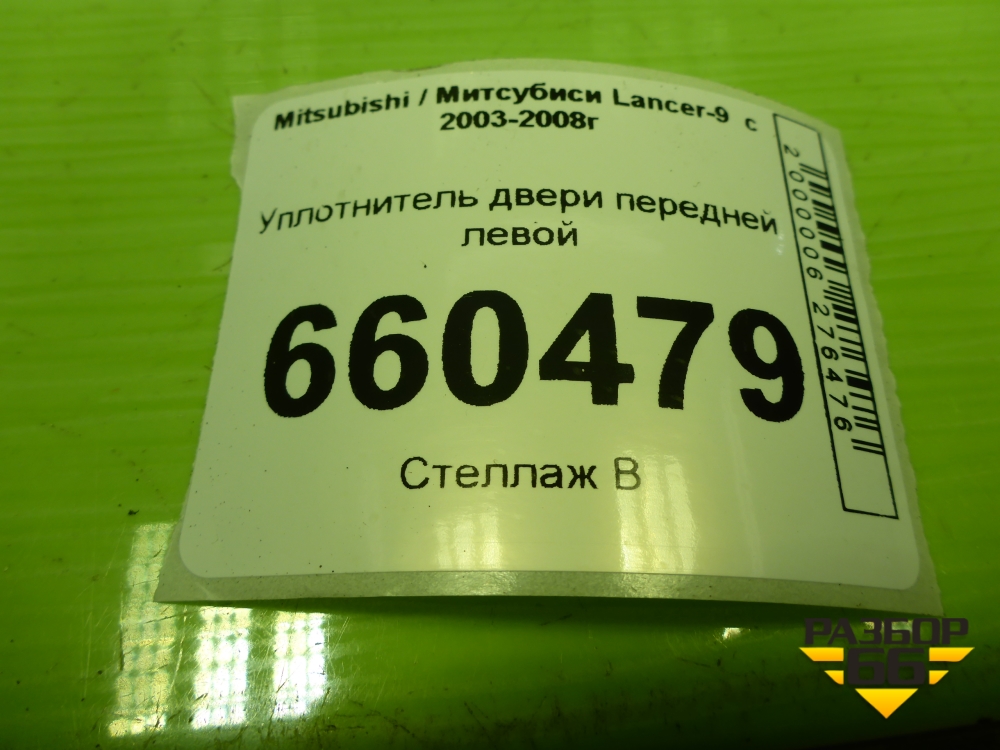 Mitsubishi / Митсубиси Lancer-9 с
2003-2008г
Уплотнитель двери передней
левой
660479
Стеллаж В
2000006276476
РАЗБОР
66